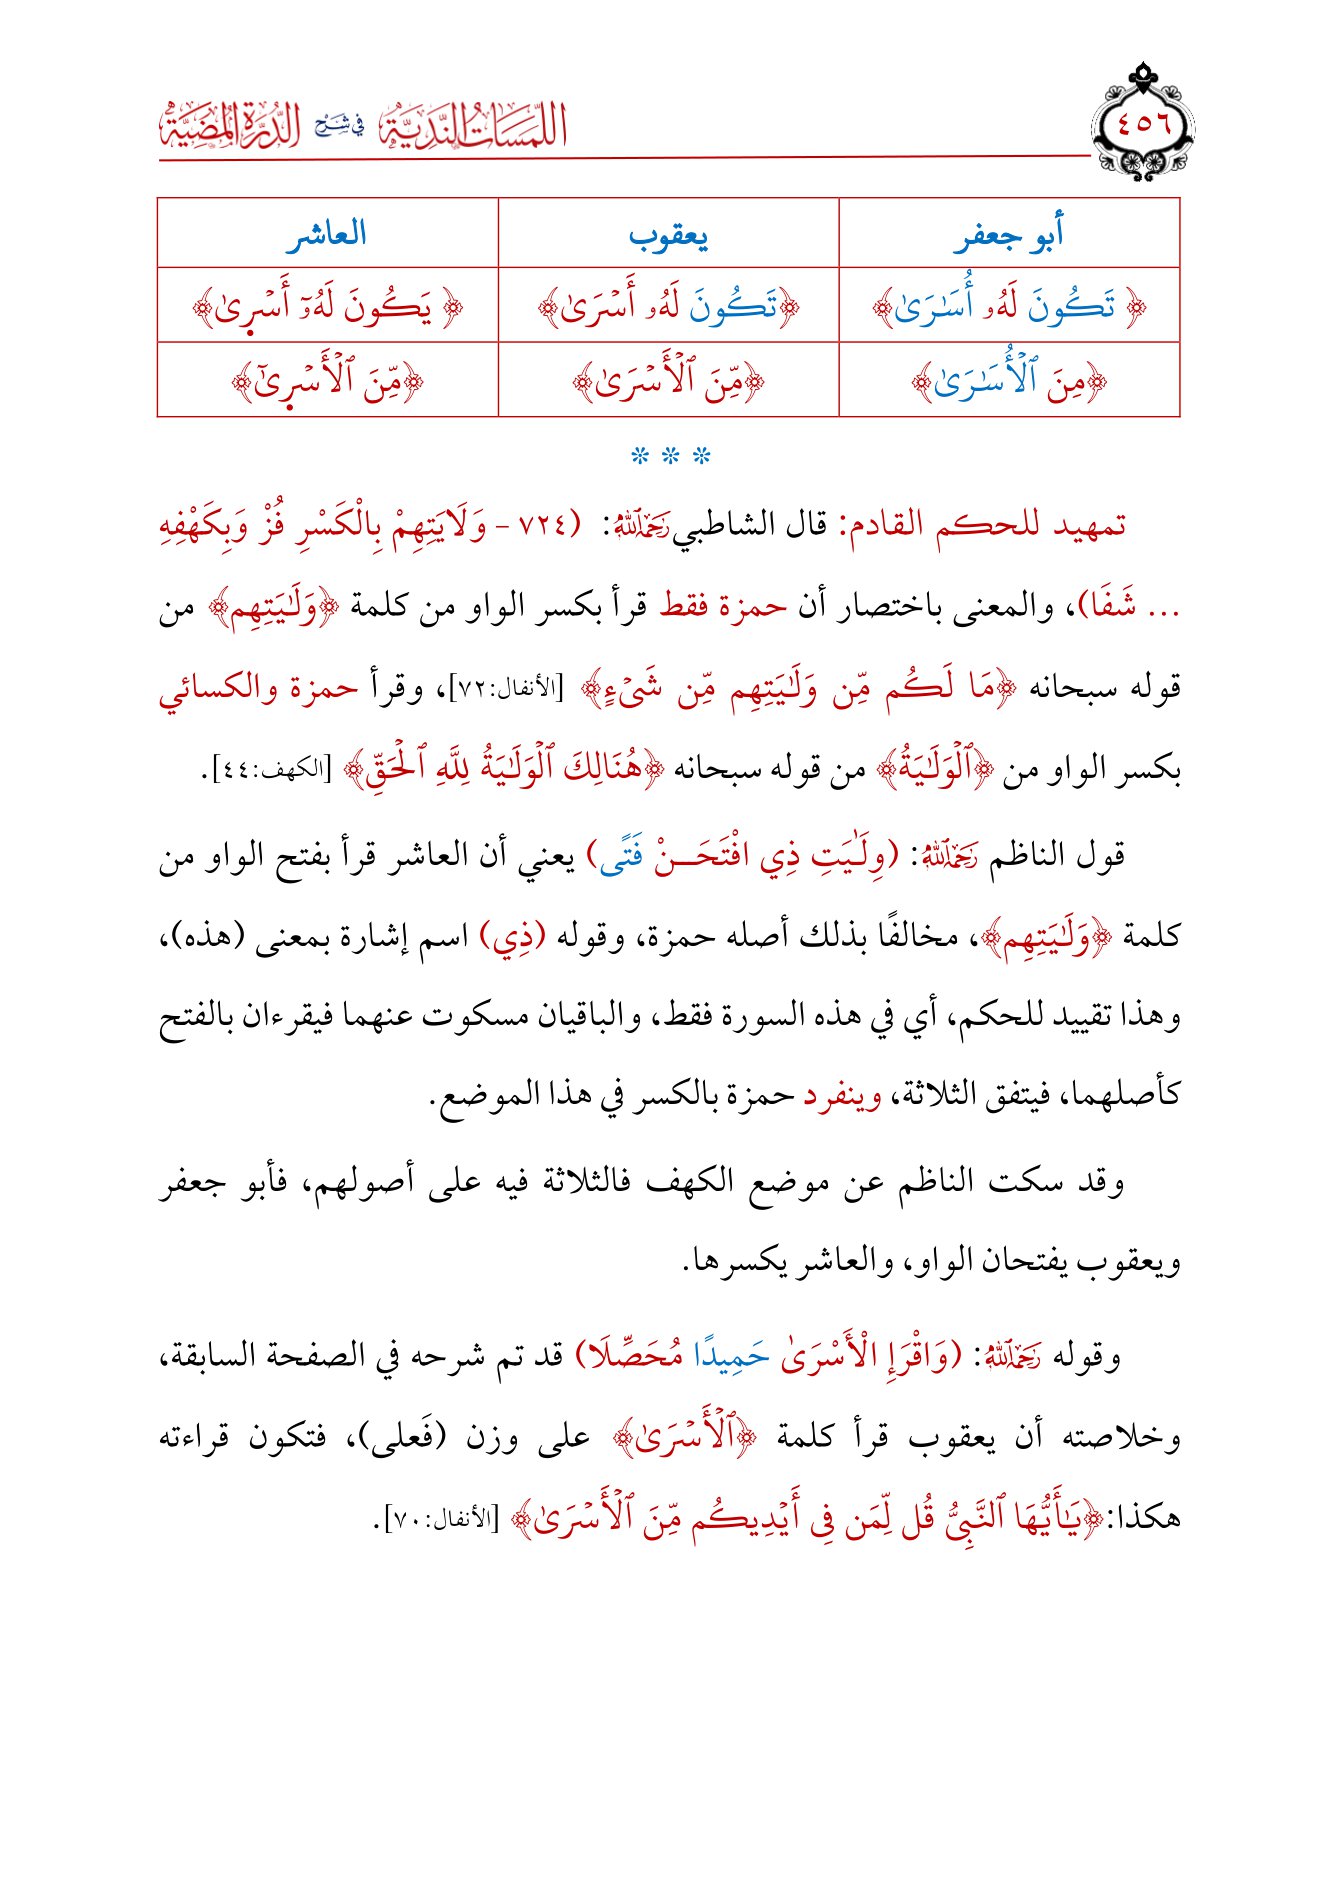 ٤٥٦
اللمسات الندية في شرح الدرة المضية
أبو جعفر يعقوب العاشر
﴿ تَكُونَ لَهُۥ أُسَٰرَىٰ﴾ ﴿تَكُونَ لَهُۥ أَسۡرَىٰ﴾ ﴿ يَكُونَ لَهُۥٓ أَسۡرٜىٰ﴾
﴿مِنَ ٱلۡأُسَٰرَىٰ﴾ ﴿مِّنَ ٱلۡأَسۡرَىٰ﴾ ﴿مِّنَ ٱلۡأَسۡرٜىٰٓ﴾
* * *
تمهيد للحكم القادم: قال الشاطبي رَحِمَهُ ٱللَّهُ: (٧٢٤ - وَلَايَتِهِمْ بِالْكَسْرِ فُزْ وَبِكَهْفِهِ
... شَفَا)، والمعنى باختصار أن حمزة فقط قرأ بكسر الواو من كلمة ﴿وَلَٰيَتِهِم﴾ من
قوله سبحانه ﴿مَا لَكُم مِّن وَلَٰيَتِهِم مِّن شَىۡءٍ﴾ [الأنفال:٧٢]، وقرأ حمزة والكسائي
بكسر الواو من ﴿ٱلۡوَلَٰيَةُ﴾ من قوله سبحانه ﴿هُنَالِكَ ٱلۡوَلَٰيَةُ لِلَّهِ ٱلۡحَقِّ﴾ [الكهف:٤٤].
قول الناظم رَحِمَهُ ٱللَّهُ: (وِلَٰيَتِ ذِي افْتَحَـــنْ فَتًى) يعني أن العاشر قرأ بفتح الواو من
كلمة ﴿وَلَٰيَتِهِم﴾، مخالفًا بذلك أصله حمزة، وقوله (ذِي) اسم إشارة بمعنى (هذه)،
وهذا تقييد للحكم، أي في هذه السورة فقط، والباقيان مسكوت عنهما فيقرءان بالفتح
كأصلهما، فيتفق الثلاثة، وينفرد حمزة بالكسر في هذا الموضع.
وقد سكت الناظم عن موضع الكهف فالثلاثة فيه على أصولهم، فأبو جعفر
ويعقوب يفتحان الواو، والعاشر يكسرها.
وقوله رَحِمَهُ ٱللَّهُ: (وَاقْرَإِ الْأَسْرَىٰ حَمِيدًا مُحَصِّلَا) قد تم شرحه في الصفحة السابقة،
وخلاصته أن يعقوب قرأ كلمة ﴿ٱلۡأَسۡرَىٰ﴾ على وزن (فَعلى)، فتكون قراءته
هكذا:﴿يَٰٓأَيُّهَا ٱلنَّبِىُّ قُل لِّمَن فِى أَيۡدِيكُم مِّنَ ٱلۡأَسۡرَىٰ﴾ [الأنفال:٧٠].